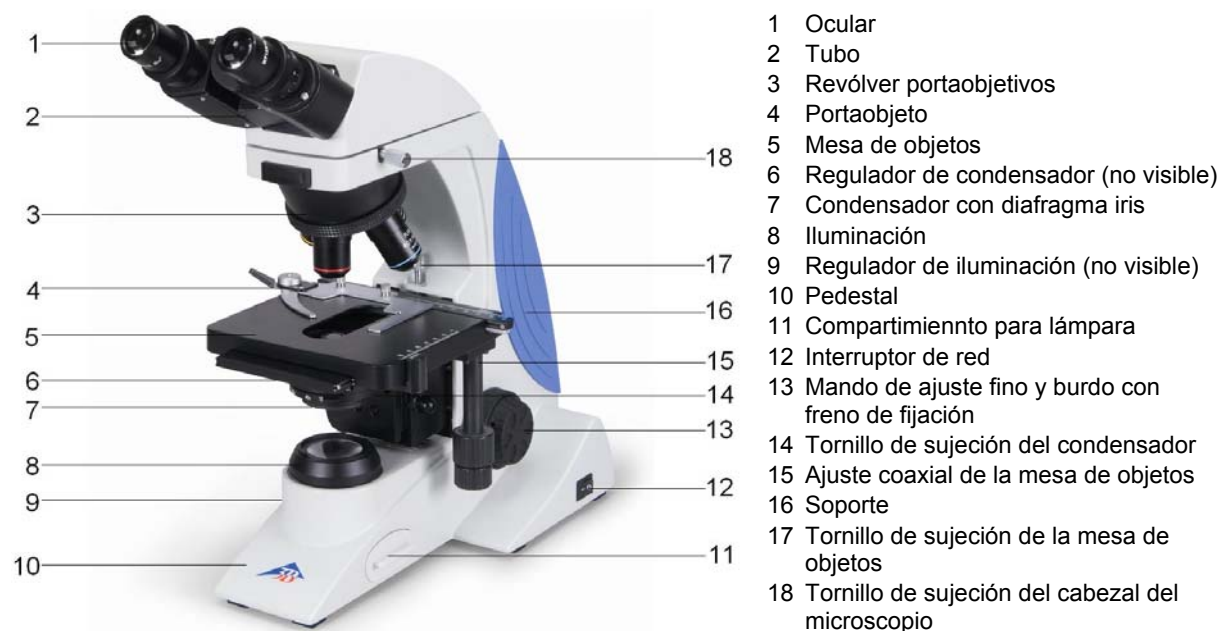 1
2
3
4
5
6
7
8
9
10
18
17
16
15
14
13
12
11
1 Ocular
2 Tubo
3 Revólver portaobjetivos
4 Portaobjeto
5 Mesa de objetos
6 Regulador de condensador (no visible)
7 Condensador con diafragma iris
8 Iluminación
9 Regulador de iluminación (no visible)
10 Pedestal
11 Compartimiennto para lámpara
12 Interruptor de red
13 Mando de ajuste fino y burdo con
freno de fijación
14 Tornillo de sujeción del condensador
15 Ajuste coaxial de la mesa de objetos
16 Soporte
17 Tornillo de sujeción de la mesa de
objetos
18 Tornillo de sujeción del cabezal del
microscopio